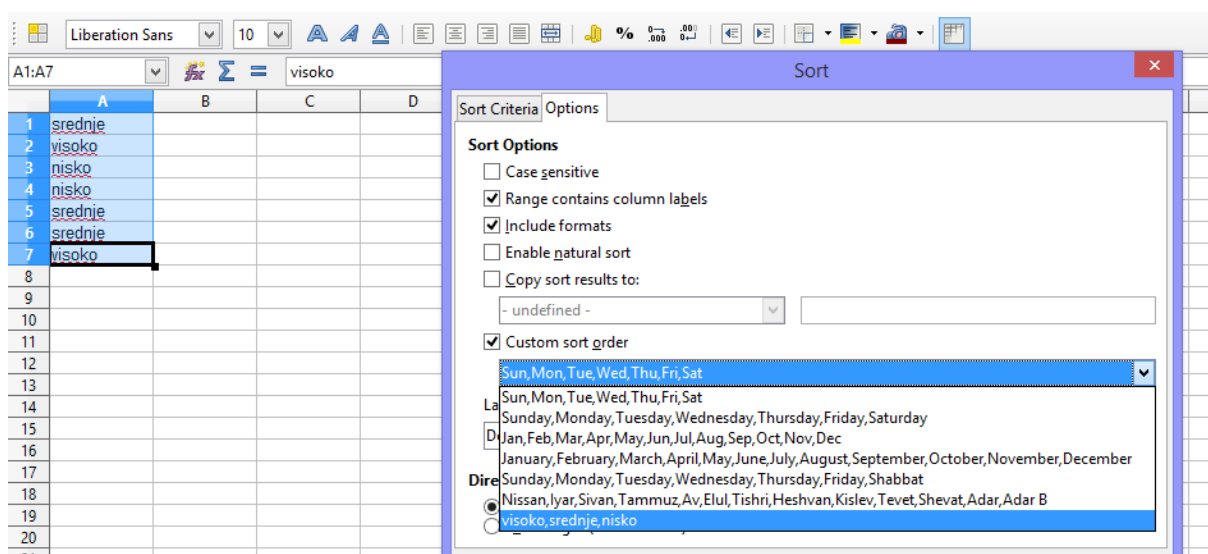 Liberation Sans 10 % .000 .00
A1:A7 visoko Sort
A B C D Sort Criteria Options
1 srednje
2 visoko
3 nisko
4 nisko
5 srednje
6 srednje
7 visoko
8
9
10
11
12
13
14
15
16
17
18
19
20
Sort Options
Case sensitive
Range contains column labels
Include formats
Enable natural sort
Copy sort results to:
- undefined -
Custom sort order
Sun,Mon,Tue,Wed,Thu,Fri,Sat
Sun,Mon,Tue,Wed,Thu,Fri,Sat
Sunday,Monday,Tuesday,Wednesday,Thursday,Friday,Saturday
Jan,Feb,Mar,Apr,May,Jun,Jul,Aug,Sep,Oct,Nov,Dec
January,February,March,April,May,June,July,August,September,October,November,December
Sunday,Monday,Tuesday,Wednesday,Thursday,Friday,Shabbat
Nissan,Iyar,Sivan,Tammuz,Av,Elul,Tishri,Heshvan,Kislev,Tevet,Shevat,Adar,Adar B
visoko,srednje,nisko
La
Dire